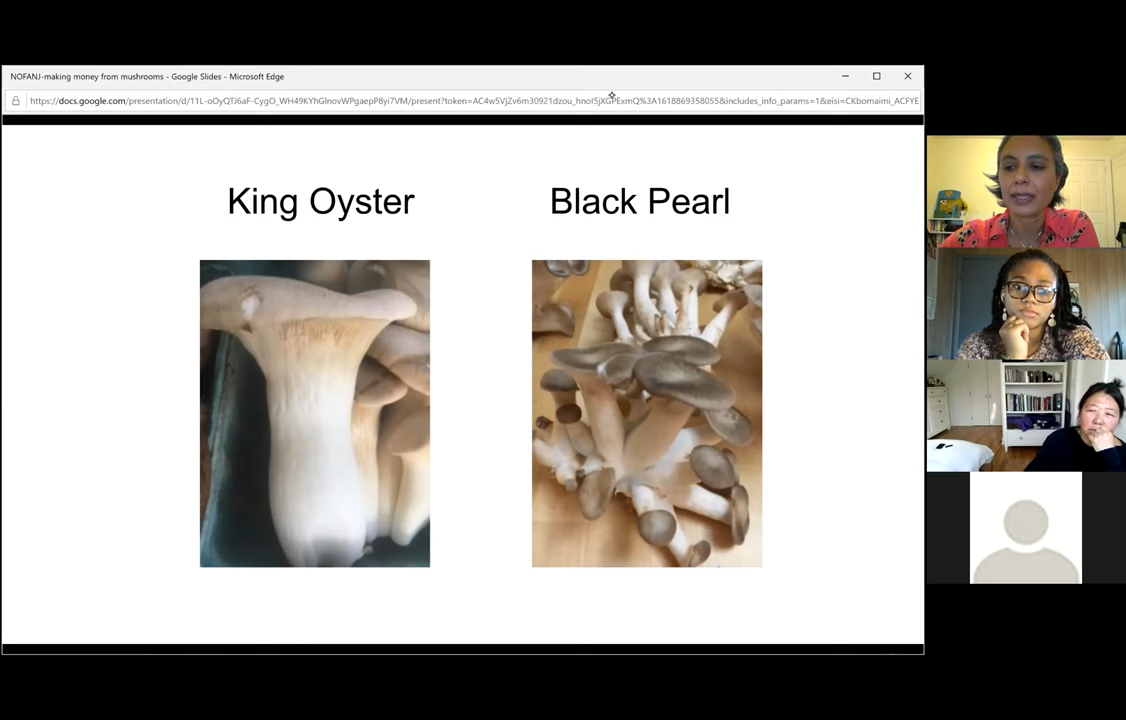 NOFANJ-making money from mushrooms - Google Slides - Microsoft Edge
https://docs.google.com/presentation/d/11L-oOyQTJ6aF-CygO_WH49KYhGlnovWPgaepP8yi7VM/present?token=AC4w5VjZv6m30921dzou_hnoI5jXGPExmQ%3A1618869358055&includes_info_params=1&eisi=CKbomaimi_ACFYE
King Oyster
Black Pearl